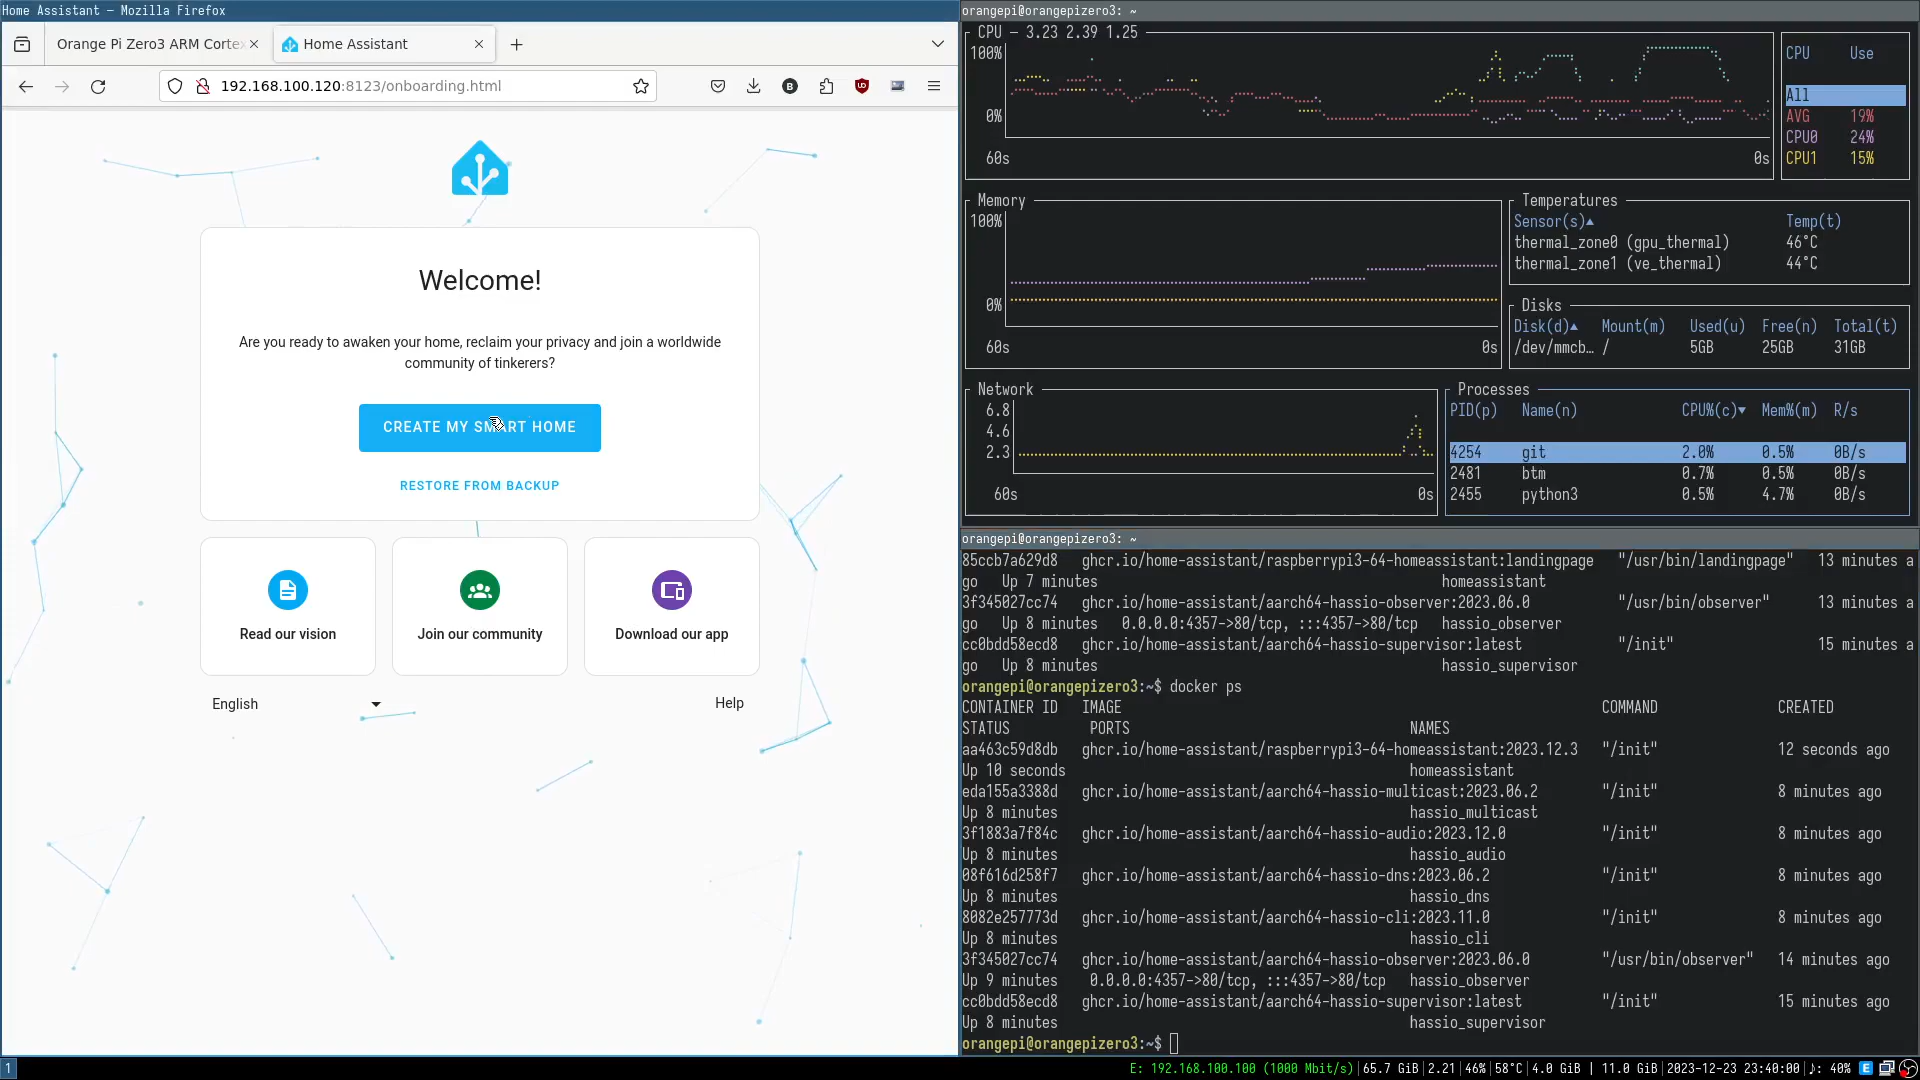 Home Assistant — Mozilla Firefox
Orange Pi Zero3 ARM Cortex
Home Assistant
192.168.100.120:8123/onboarding.html
Welcome!
Are you ready to awaken your home, reclaim your privacy and join a worldwide
community of tinkerers?
CREATE MY SMART HOME
RESTORE FROM BACKUP
Read our vision
Join our community
Download our app
English
Help
orangepi@orangepizero3: ~
CPU — 3.23 2.39 1.25
100%
0%
60s
0s
CPU Use
All
AVG 19%
CPU0 24%
CPU1 15%
Memory
100%
0%
60s
0s
Temperatures
Sensor(s)▲ Temp(t)
thermal_zone0 (gpu_thermal) 46°C
thermal_zone1 (ve_thermal) 44°C
Disks
Disk(d)▲ Mount(m) Used(u) Free(n) Total(t)
/dev/mmcb… / 5GB 25GB 31GB
Network
6.8
4.6
2.3
60s
0s
Processes
PID(p) Name(n) CPU%(c)▼ Mem%(m) R/s
4254 git 2.0% 0.5% 0B/s
2481 btm 0.7% 0.5% 0B/s
2455 python3 0.5% 4.7% 0B/s
orangepi@orangepizero3: ~
85ccb7a629d8 ghcr.io/home-assistant/raspberrypi3-64-homeassistant:landingpage "/usr/bin/landingpage" 13 minutes a
go Up 7 minutes homeassistant
3f345027cc74 ghcr.io/home-assistant/aarch64-hassio-observer:2023.06.0 "/usr/bin/observer" 13 minutes a
go Up 8 minutes 0.0.0.0:4357->80/tcp, :::4357->80/tcp hassio_observer
cc0bdd58ecd8 ghcr.io/home-assistant/aarch64-hassio-supervisor:latest "/init" 15 minutes a
go Up 8 minutes hassio_supervisor
orangepi@orangepizero3:~$ docker ps
CONTAINER ID IMAGE COMMAND CREATED
STATUS PORTS NAMES
aa463c59d8db ghcr.io/home-assistant/raspberrypi3-64-homeassistant:2023.12.3 "/init" 12 seconds ago
Up 10 seconds homeassistant
eda155a3388d ghcr.io/home-assistant/aarch64-hassio-multicast:2023.06.2 "/init" 8 minutes ago
Up 8 minutes hassio_multicast
3f1883a7f84c ghcr.io/home-assistant/aarch64-hassio-audio:2023.12.0 "/init" 8 minutes ago
Up 8 minutes hassio_audio
08f616d258f7 ghcr.io/home-assistant/aarch64-hassio-dns:2023.06.2 "/init" 8 minutes ago
Up 8 minutes hassio_dns
8082e257773d ghcr.io/home-assistant/aarch64-hassio-cli:2023.11.0 "/init" 8 minutes ago
Up 8 minutes hassio_cli
3f345027cc74 ghcr.io/home-assistant/aarch64-hassio-observer:2023.06.0 "/usr/bin/observer" 14 minutes ago
Up 9 minutes 0.0.0.0:4357->80/tcp, :::4357->80/tcp hassio_observer
cc0bdd58ecd8 ghcr.io/home-assistant/aarch64-hassio-supervisor:latest "/init" 15 minutes ago
Up 8 minutes hassio_supervisor
orangepi@orangepizero3:~$
1
E: 192.168.100.100 (1000 Mbit/s)|65.7 GiB|2.21|46%|58°C|4.0 GiB | 11.0 GiB|2023-12-23 23:40:00|♪: 40%